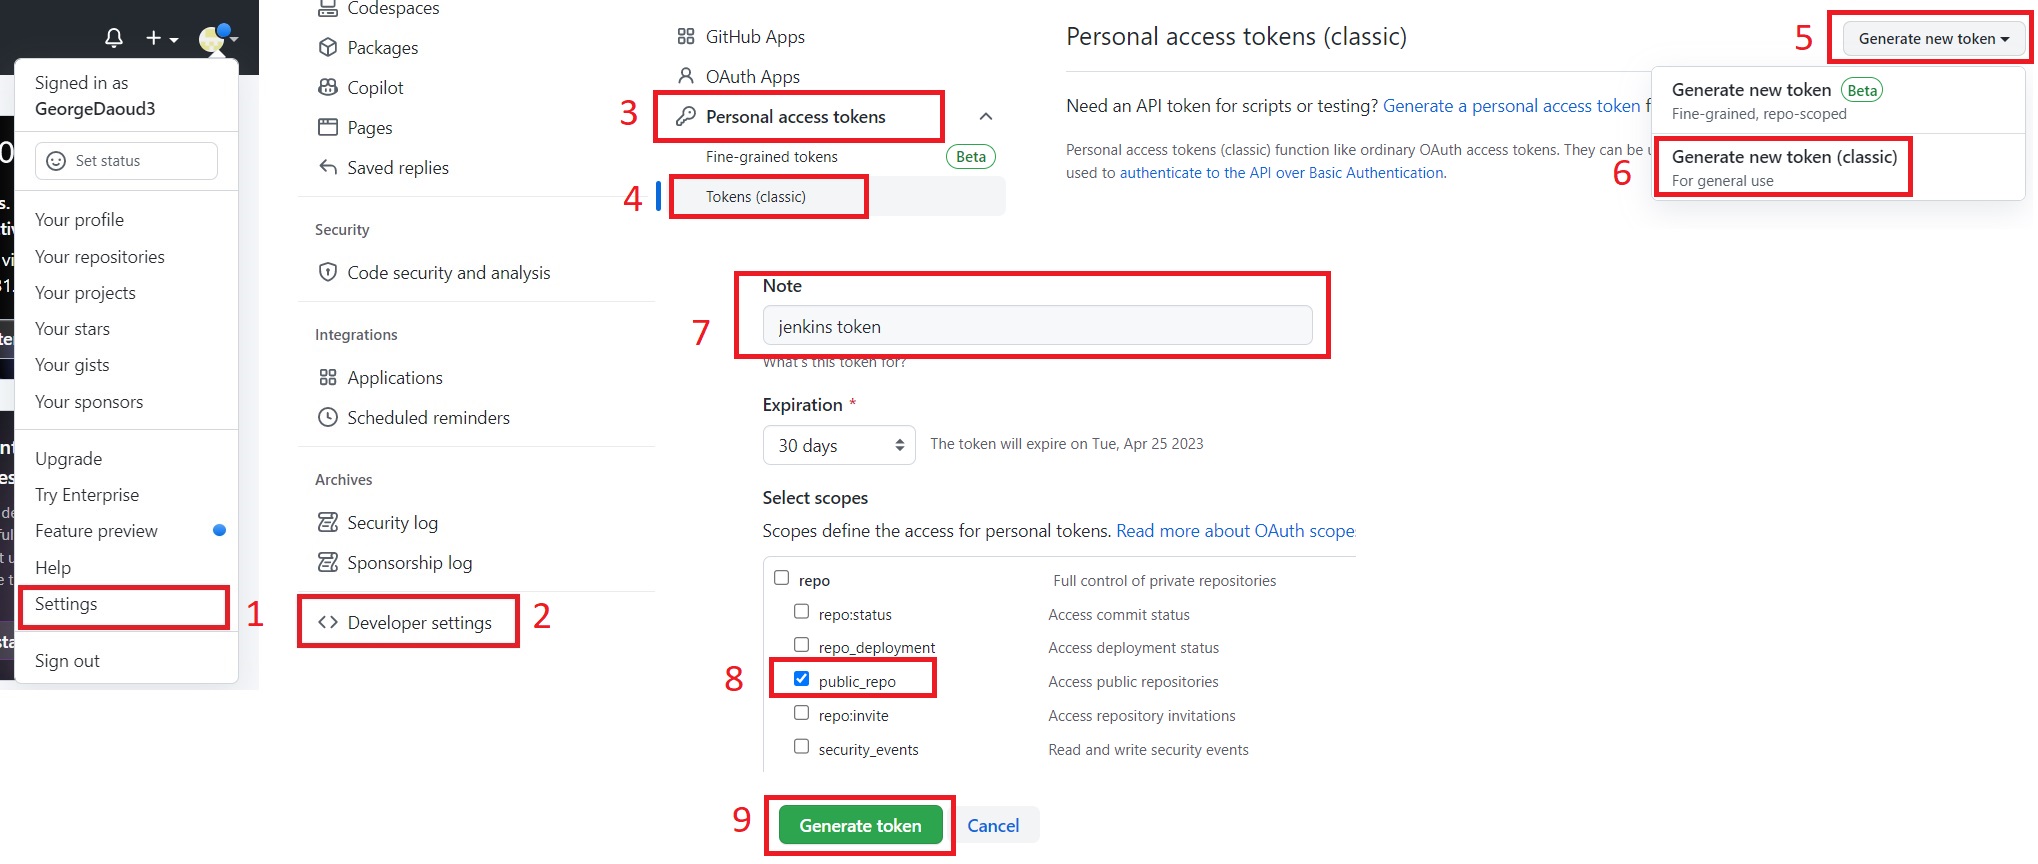 Signed in as
GeorgeDaoud3
Set status
Your profile
Your repositories
Your projects
Your stars
Your gists
Your sponsors
Upgrade
Try Enterprise
Feature preview
Help
Settings
1
Sign out
Codespaces
Packages
Copilot
Pages
Saved replies
Security
Code security and analysis
Integrations
Applications
Scheduled reminders
Archives
Security log
Sponsorship log
Developer settings
2
GitHub Apps
OAuth Apps
3
Personal access tokens
Fine-grained tokens Beta
4
Tokens (classic)
Personal access tokens (classic)
5
Generate new token
Need an API token for scripts or testing? Generate a personal access token f
Personal access tokens (classic) function like ordinary OAuth access tokens. They can be u
used to authenticate to the API over Basic Authentication.
Generate new token Beta
Fine-grained, repo-scoped
6
Generate new token (classic)
For general use
7
Note
jenkins token
What's this token for?
Expiration *
30 days The token will expire on Tue, Apr 25 2023
Select scopes
Scopes define the access for personal tokens. Read more about OAuth scope
repo Full control of private repositories
repo:status Access commit status
repo_deployment Access deployment status
8
public_repo Access public repositories
repo:invite Access repository invitations
security_events Read and write security events
9
Generate token Cancel